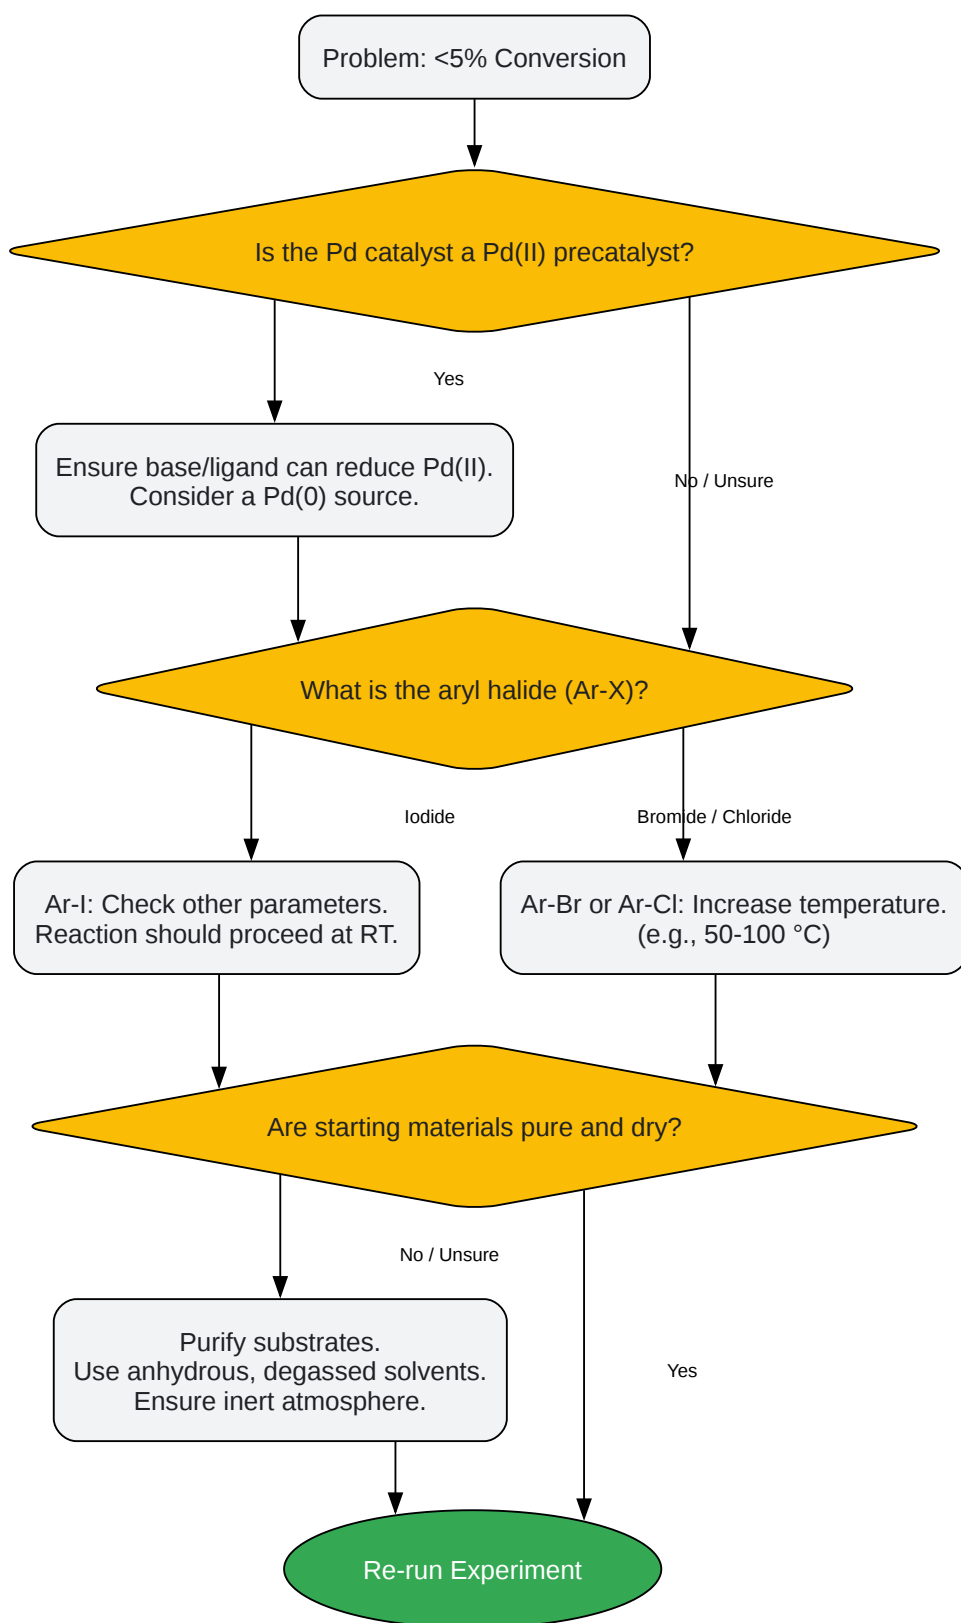 Problem: <5% Conversion
Is the Pd catalyst a Pd(II) precatalyst?
Yes
Ensure base/ligand can reduce Pd(II).
Consider a Pd(0) source.
No / Unsure
What is the aryl halide (Ar-X)?
Iodide
Bromide / Chloride
Ar-I: Check other parameters.
Reaction should proceed at RT.
Ar-Br or Ar-Cl: Increase temperature.
(e.g., 50-100 °C)
Are starting materials pure and dry?
No / Unsure
Purify substrates.
Use anhydrous, degassed solvents.
Ensure inert atmosphere.
Yes
Re-run Experiment